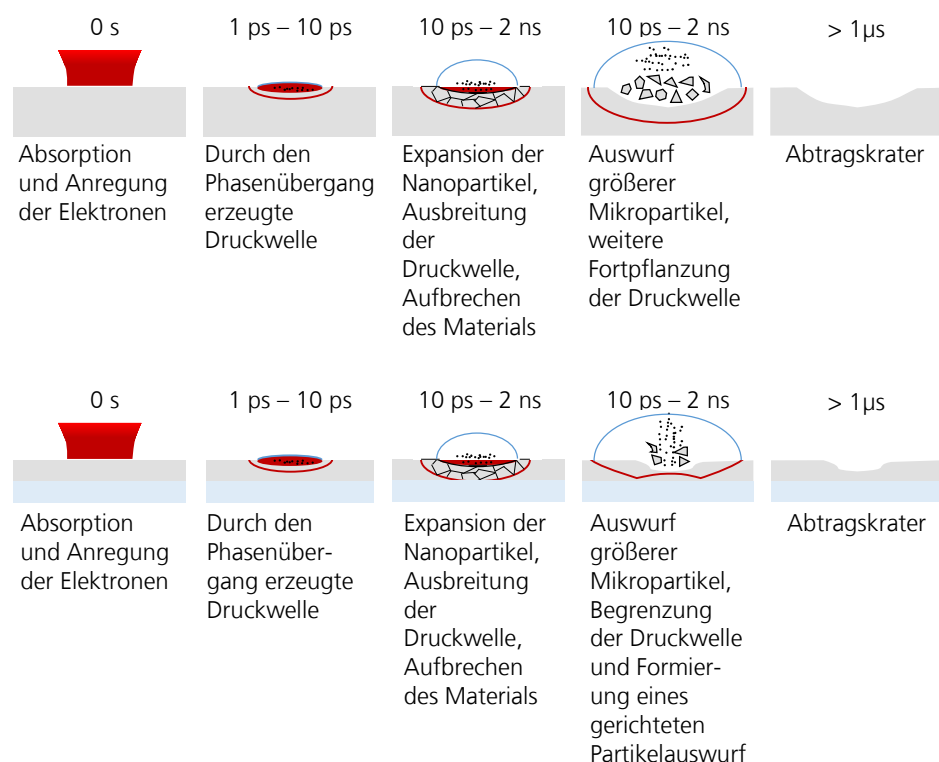 0 s
1 ps – 10 ps
10 ps – 2 ns
10 ps – 2 ns
> 1µs
Absorption
und Anregung
der Elektronen
Durch den
Phasenübergang
erzeugte
Druckwelle
Expansion der
Nanopartikel,
Ausbreitung
der
Druckwelle,
Aufbrechen
des Materials
Auswurf
größerer
Mikropartikel,
weitere
Fortpflanzung
der Druckwelle
Abtragskrater
0 s
1 ps – 10 ps
10 ps – 2 ns
10 ps – 2 ns
> 1µs
Absorption
und Anregung
der Elektronen
Durch den
Phasenüber-
gang erzeugte
Druckwelle
Expansion der
Nanopartikel,
Ausbreitung
der
Druckwelle,
Aufbrechen
des Materials
Auswurf
größerer
Mikropartikel,
Begrenzung
der Druckwelle
und Formier-
ung eines
gerichteten
Partikelauswurf
Abtragskrater